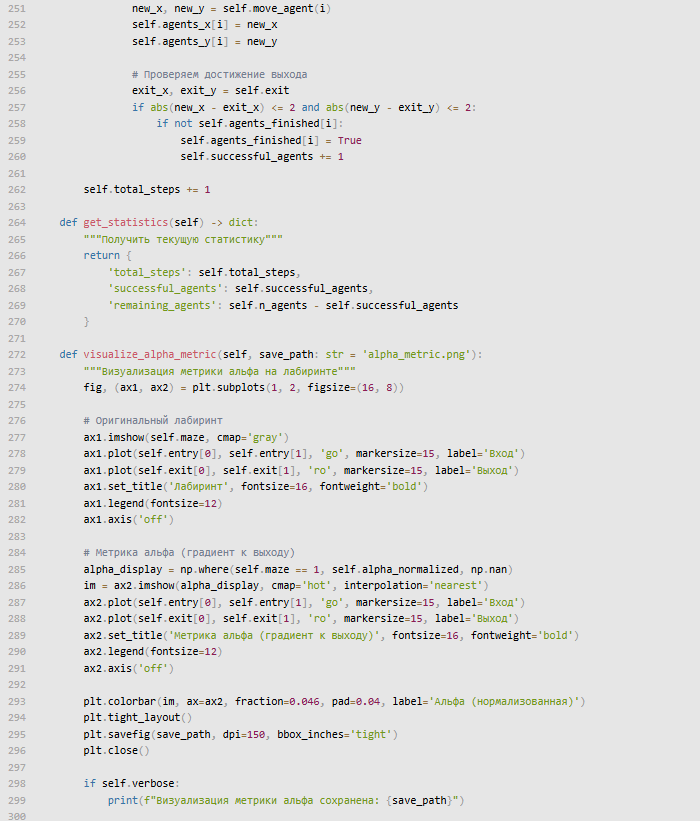 251                 new_x, new_y = self.move_agent(i)
252                 self.agents_x[i] = new_x
253                 self.agents_y[i] = new_y
254
255                 # Проверяем достижение выхода
256                 exit_x, exit_y = self.exit
257                 if abs(new_x - exit_x) <= 2 and abs(new_y - exit_y) <= 2:
258                     if not self.agents_finished[i]:
259                         self.agents_finished[i] = True
260                         self.successful_agents += 1
261
262         self.total_steps += 1
263
264     def get_statistics(self) -> dict:
265         """Получить текущую статистику"""
266         return {
267             'total_steps': self.total_steps,
268             'successful_agents': self.successful_agents,
269             'remaining_agents': self.n_agents - self.successful_agents
270         }
271
272     def visualize_alpha_metric(self, save_path: str = 'alpha_metric.png'):
273         """Визуализация метрики альфа на лабиринте"""
274         fig, (ax1, ax2) = plt.subplots(1, 2, figsize=(16, 8))
275
276         # Оригинальный лабиринт
277         ax1.imshow(self.maze, cmap='gray')
278         ax1.plot(self.entry[0], self.entry[1], 'go', markersize=15, label='Вход')
279         ax1.plot(self.exit[0], self.exit[1], 'ro', markersize=15, label='Выход')
280         ax1.set_title('Лабиринт', fontsize=16, fontweight='bold')
281         ax1.legend(fontsize=12)
282         ax1.axis('off')
283
284         # Метрика альфа (градиент к выходу)
285         alpha_display = np.where(self.maze == 1, self.alpha_normalized, np.nan)
286         im = ax2.imshow(alpha_display, cmap='hot', interpolation='nearest')
287         ax2.plot(self.entry[0], self.entry[1], 'go', markersize=15, label='Вход')
288         ax2.plot(self.exit[0], self.exit[1], 'ro', markersize=15, label='Выход')
289         ax2.set_title('Метрика альфа (градиент к выходу)', fontsize=16, fontweight='bold')
290         ax2.legend(fontsize=12)
291         ax2.axis('off')
292
293         plt.colorbar(im, ax=ax2, fraction=0.046, pad=0.04, label='Альфа (нормализованная)')
294         plt.tight_layout()
295         plt.savefig(save_path, dpi=150, bbox_inches='tight')
296         plt.close()
297
298         if self.verbose:
299             print(f"Визуализация метрики альфа сохранена: {save_path}")
300